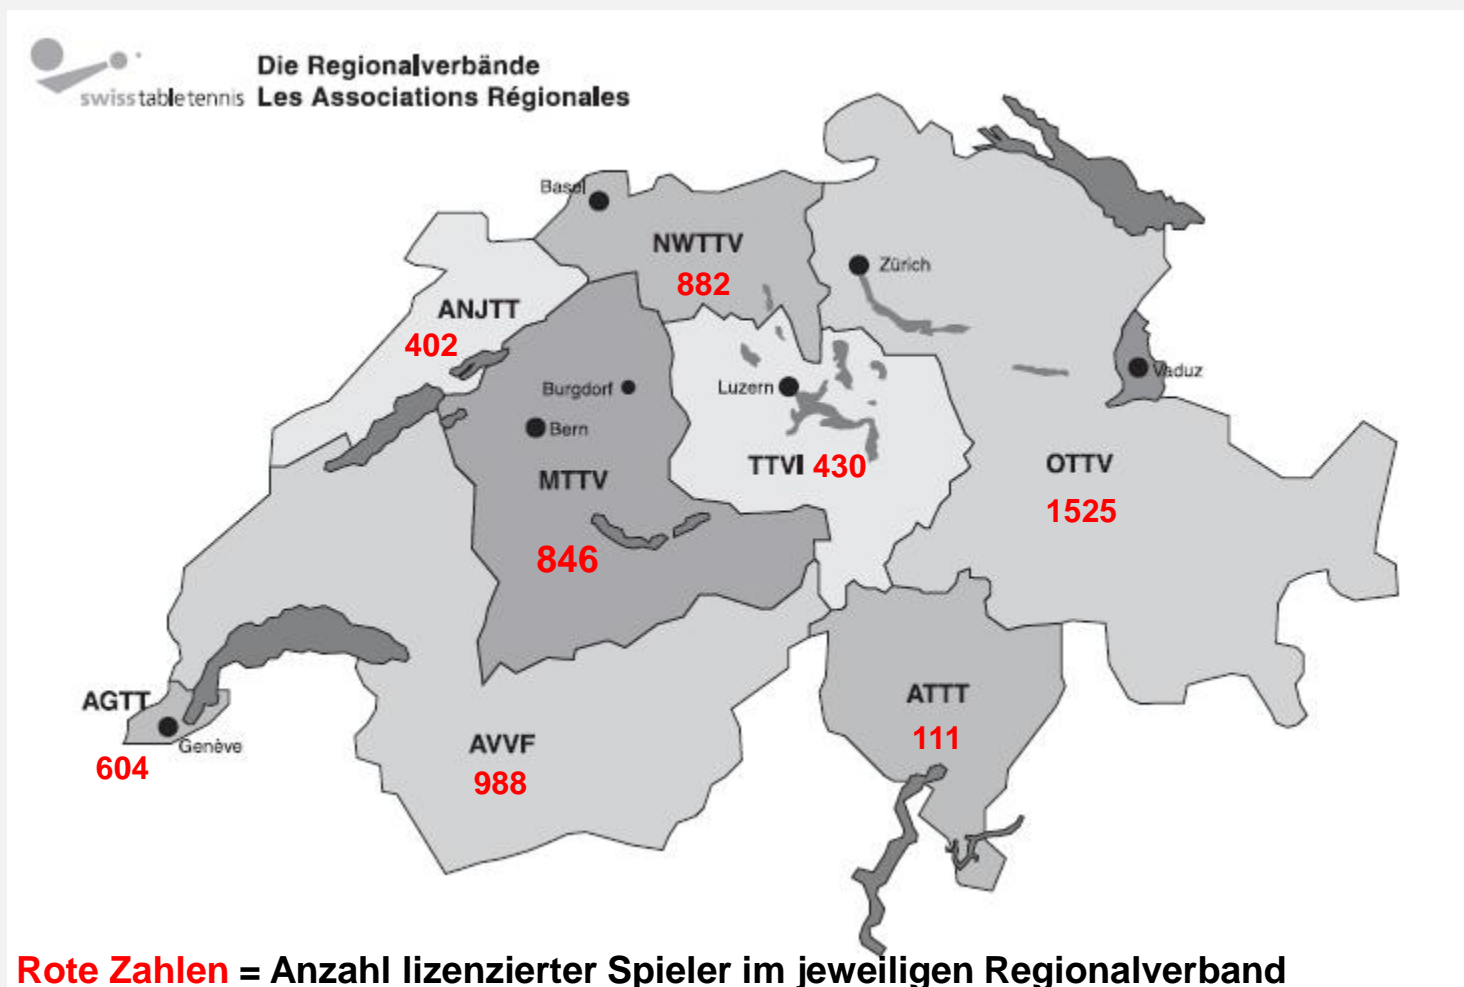 Die Regionalverbände
swisstabletennis Les Associations Régionales
Basel
NWTTV
882
Zürich
ANJTT
402
Vaduz
Burgdorf
Luzern
Bern
TTVI 430
OTTV
MTTV
1525
846
AGTT
ATTT
Genève
AVVF
111
604
988
Rote Zahlen = Anzahl lizenzierter Spieler im jeweiligen Regionalverband